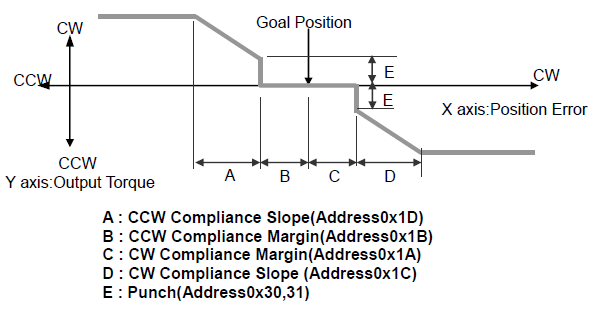 Goal Position
CW
E
CCW
CW
E
X axis:Position Error
CCW
Y axis:Output Torque
A
B
C
D
A : CCW Compliance Slope(Address0x1D)
B : CCW Compliance Margin(Address0x1B)
C : CW Compliance Margin(Address0x1A)
D : CW Compliance Slope (Address0x1C)
E : Punch(Address0x30,31)